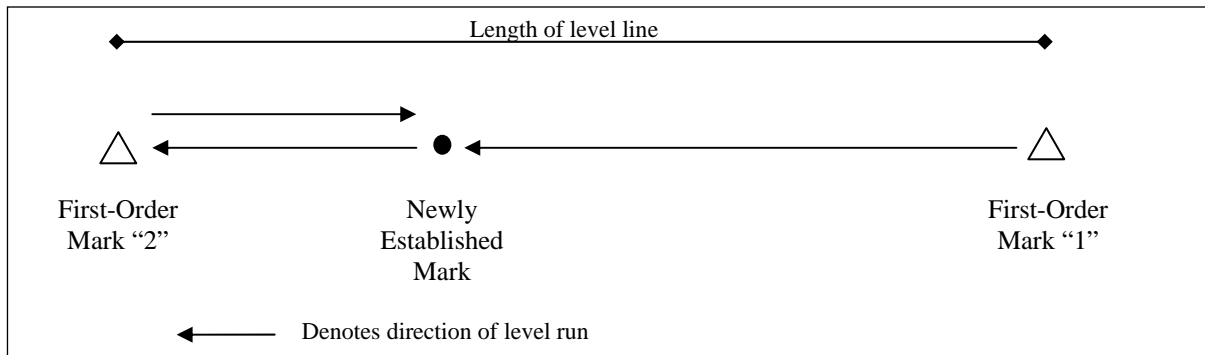 Length of level line
First-Order
Mark “2”
Newly
Established
Mark
First-Order
Mark “1”
Denotes direction of level run